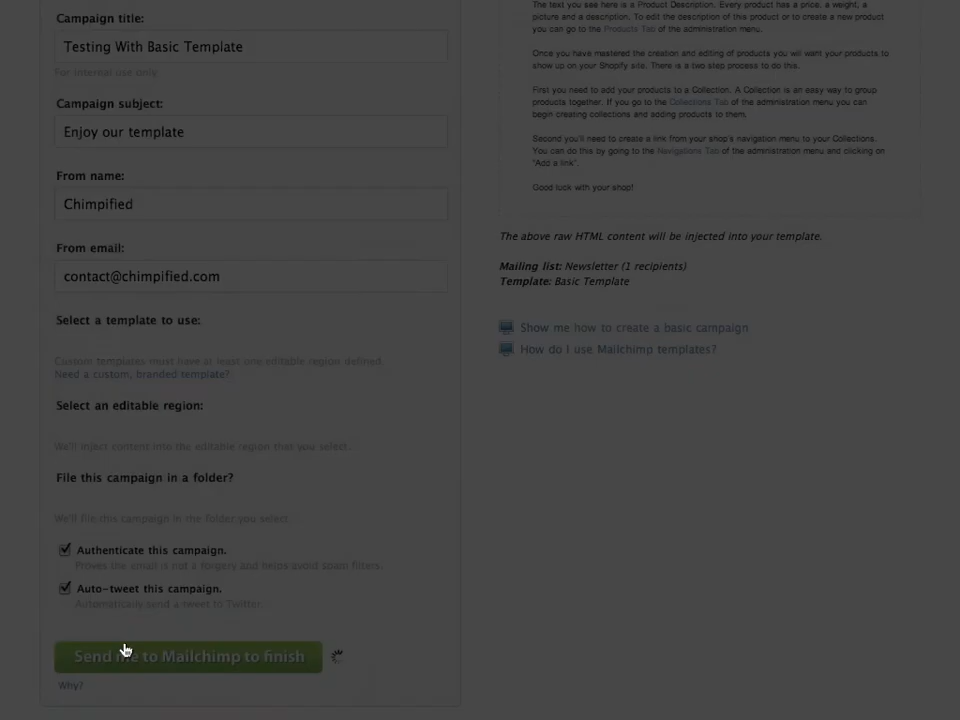 Campaign title:
Testing With Basic Template
For internal use only.
Campaign subject:
Enjoy our template
From name:
Chimpified
From email:
contact@chimpified.com
Select a template to use:
Custom templates must have at least one editable region defined.
Need a custom, branded template?
Select an editable region:
We'll inject content into the editable region that you select.
File this campaign in a folder?
We'll file this campaign in the folder you select.
Authenticate this campaign.
Proves the email is not a forgery and helps avoid spam filters.
Auto-tweet this campaign.
Automatically send a tweet to Twitter.
Send me to Mailchimp to finish
Why?
The text you see here is a Product Description. Every product has a price, a weight, a
picture and a description. To edit the description of this product or to create a new product
you can go to the Products Tab of the administration menu.
Once you have mastered the creation and editing of products you will want your products to
show up on your Shopify site. There is a two step process to do this.
First you need to add your products to a Collection. A Collection is an easy way to group
products together. If you go to the Collections Tab of the administration menu you can
begin creating collections and adding products to them.
Second you'll need to create a link from your shop's navigation menu to your Collections.
You can do this by going to the Navigations Tab of the administration menu and clicking on
"Add a link".
Good luck with your shop!
The above raw HTML content will be injected into your template.
Mailing list: Newsletter (1 recipients)
Template: Basic Template
Show me how to create a basic campaign
How do I use Mailchimp templates?